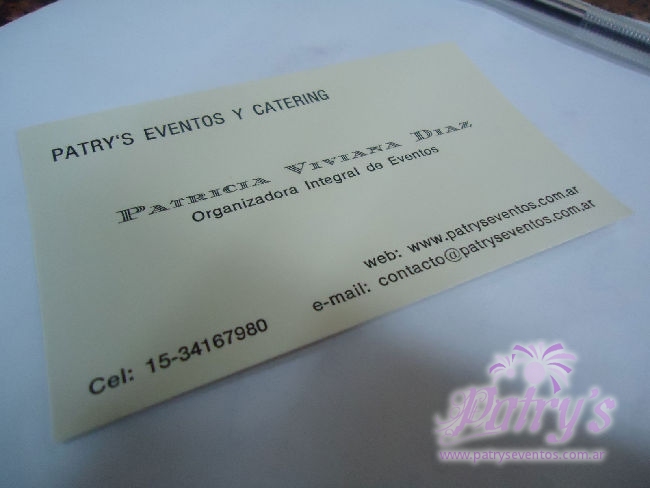 PATRY'S EVENTOS Y CATERING
PATRICIA VIVIANA DIAZ
Organizadora Integral de Eventos
web: www.patryseventos.com.ar
e-mail: contacto@patryseventos.com.ar
Cel: 15-34167980
Patry's
www.patryseventos.com.ar